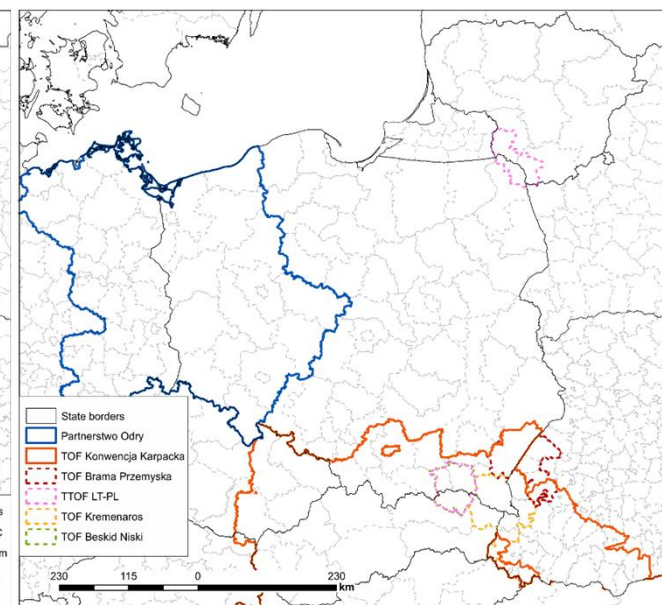 State borders
Partnerstwo Odry
TOF Konwencja Karpacka
TOF Brama Przemyska
TTOF LT-PL
TOF Kremenaros
TOF Beskid Niski
s
C
m
230 115 0 230
km